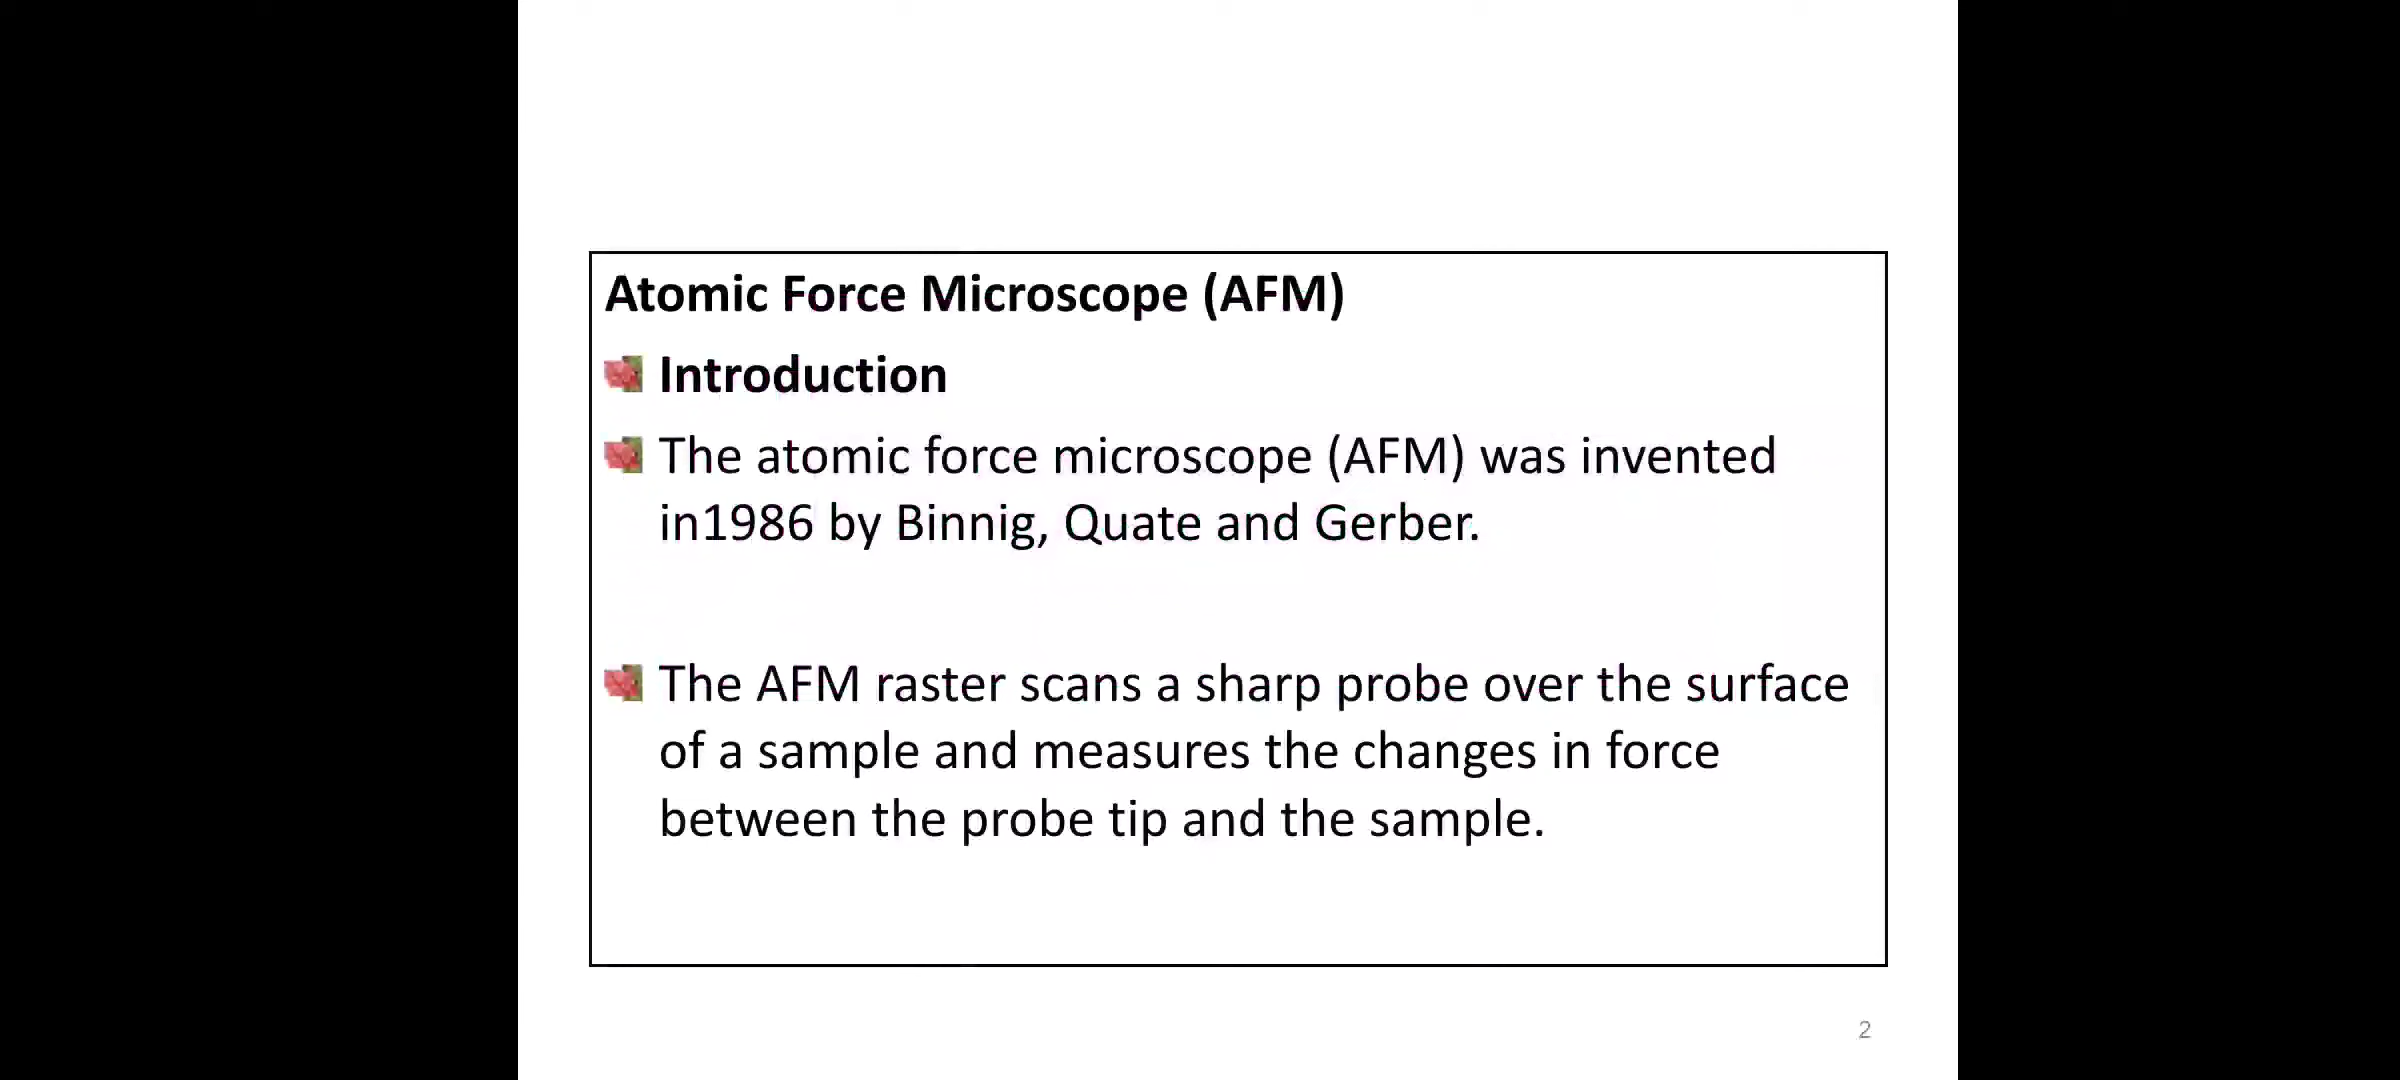 Atomic Force Microscope (AFM)
Introduction
The atomic force microscope (AFM) was invented
in1986 by Binnig, Quate and Gerber.
The AFM raster scans a sharp probe over the surface
of a sample and measures the changes in force
between the probe tip and the sample.
2